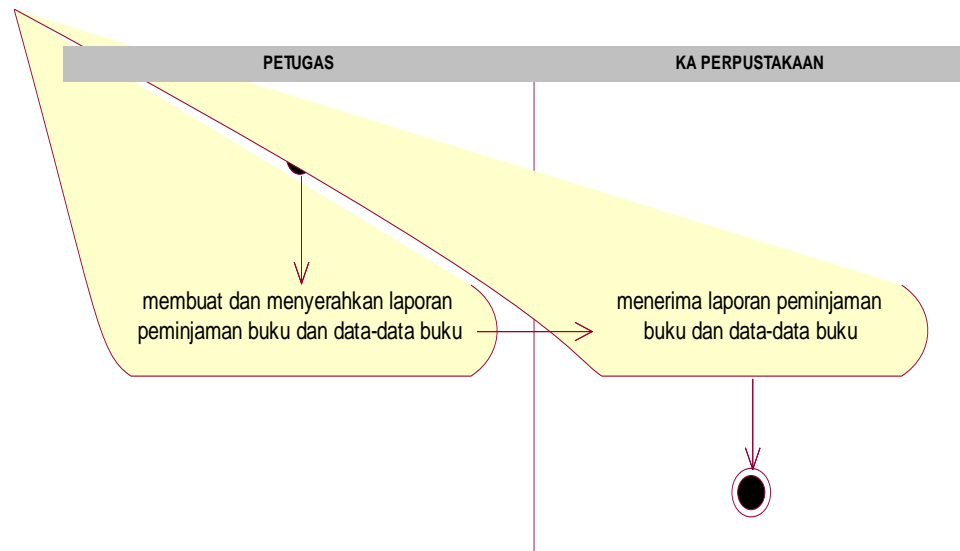 PETUGAS
KA PERPUSTAKAAN
membuat dan menyerahkan laporan
peminjaman buku dan data-data buku
menerima laporan peminjaman
buku dan data-data buku